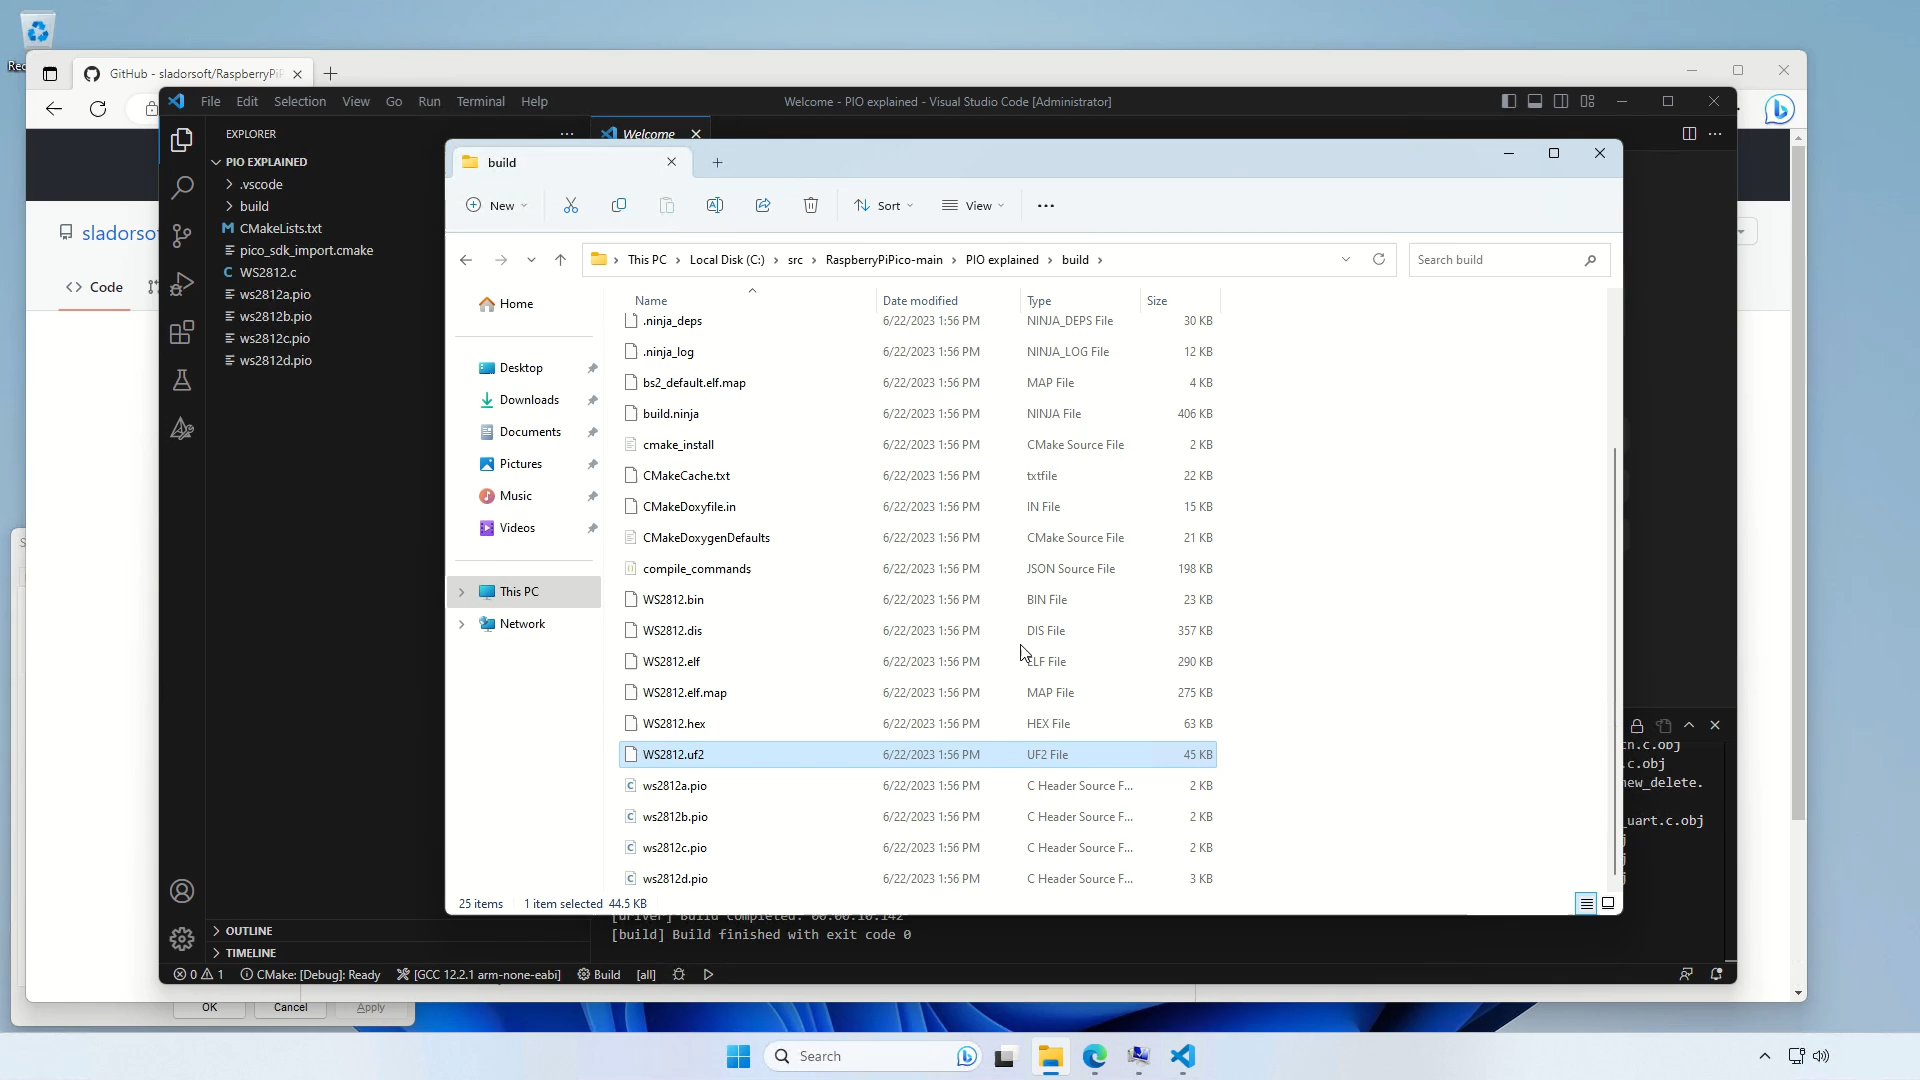 Rec
GitHub - sladorsoft/RaspberryPiP
File Edit Selection View Go Run Terminal Help
Welcome - PIO explained - Visual Studio Code [Administrator]
EXPLORER
Welcome
PIO EXPLAINED
.vscode
build
CMakeLists.txt
pico_sdk_import.cmake
WS2812.c
ws2812a.pio
ws2812b.pio
ws2812c.pio
ws2812d.pio
OUTLINE
TIMELINE
sladorsof
Code
build
New
Sort
View
This PC > Local Disk (C:) > src > RaspberryPiPico-main > PIO explained > build >
Search build
Home
Desktop
Downloads
Documents
Pictures
Music
Videos
This PC
Network
Name Date modified Type Size
.ninja_deps 6/22/2023 1:56 PM NINJA_DEPS File 30 KB
.ninja_log 6/22/2023 1:56 PM NINJA_LOG File 12 KB
bs2_default.elf.map 6/22/2023 1:56 PM MAP File 4 KB
build.ninja 6/22/2023 1:56 PM NINJA File 406 KB
cmake_install 6/22/2023 1:56 PM CMake Source File 2 KB
CMakeCache.txt 6/22/2023 1:56 PM txtfile 22 KB
CMakeDoxyfile.in 6/22/2023 1:56 PM IN File 15 KB
CMakeDoxygenDefaults 6/22/2023 1:56 PM CMake Source File 21 KB
compile_commands 6/22/2023 1:56 PM JSON Source File 198 KB
WS2812.bin 6/22/2023 1:56 PM BIN File 23 KB
WS2812.dis 6/22/2023 1:56 PM DIS File 357 KB
WS2812.elf 6/22/2023 1:56 PM ELF File 290 KB
WS2812.elf.map 6/22/2023 1:56 PM MAP File 275 KB
WS2812.hex 6/22/2023 1:56 PM HEX File 63 KB
WS2812.uf2 6/22/2023 1:56 PM UF2 File 45 KB
ws2812a.pio 6/22/2023 1:56 PM C Header Source F... 2 KB
ws2812b.pio 6/22/2023 1:56 PM C Header Source F... 2 KB
ws2812c.pio 6/22/2023 1:56 PM C Header Source F... 2 KB
ws2812d.pio 6/22/2023 1:56 PM C Header Source F... 3 KB
25 items 1 item selected 44.5 KB
.c.obj
new_delete.
_uart.c.obj
[driver] Build completed: 00:00:10.142
[build] Build finished with exit code 0
0 1 CMake: [Debug]: Ready [GCC 12.2.1 arm-none-eabi] Build [all]
OK Cancel Apply
Search